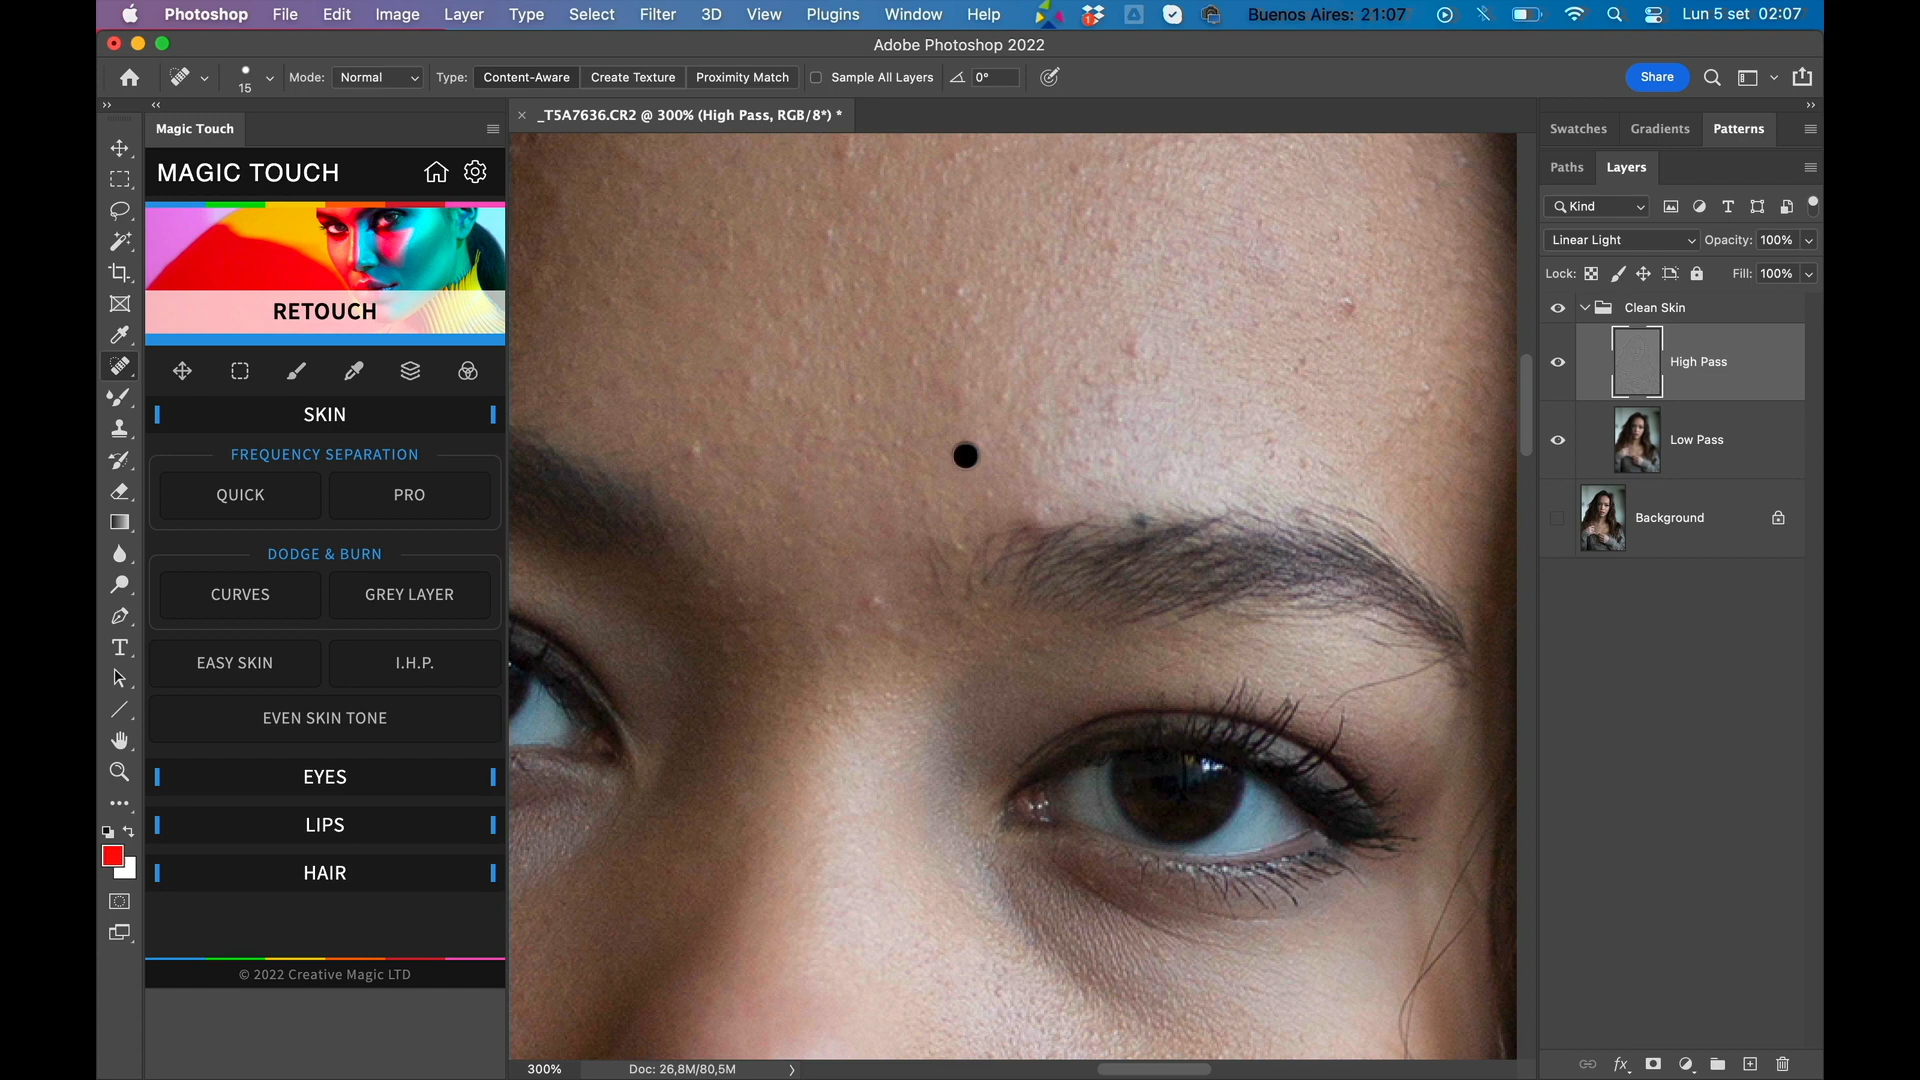 Photoshop File Edit Image Layer Type Select Filter 3D View Plugins Window Help Buenos Aires: 21:07 Lun 5 set 02:07
Adobe Photoshop 2022
15 Mode: Normal Type: Content-Aware Create Texture Proximity Match Sample All Layers 0° Share
Magic Touch
_T5A7636.CR2 @ 300% (High Pass, RGB/8*) *
Swatches Gradients Patterns
MAGIC TOUCH
Paths Layers
Kind
Linear Light Opacity: 100%
Lock: Fill: 100%
RETOUCH
Clean Skin
High Pass
Low Pass
Background
SKIN
FREQUENCY SEPARATION
QUICK PRO
DODGE & BURN
CURVES GREY LAYER
EASY SKIN I.H.P.
EVEN SKIN TONE
EYES
LIPS
HAIR
© 2022 Creative Magic LTD
300% Doc: 26,8M/80,5M